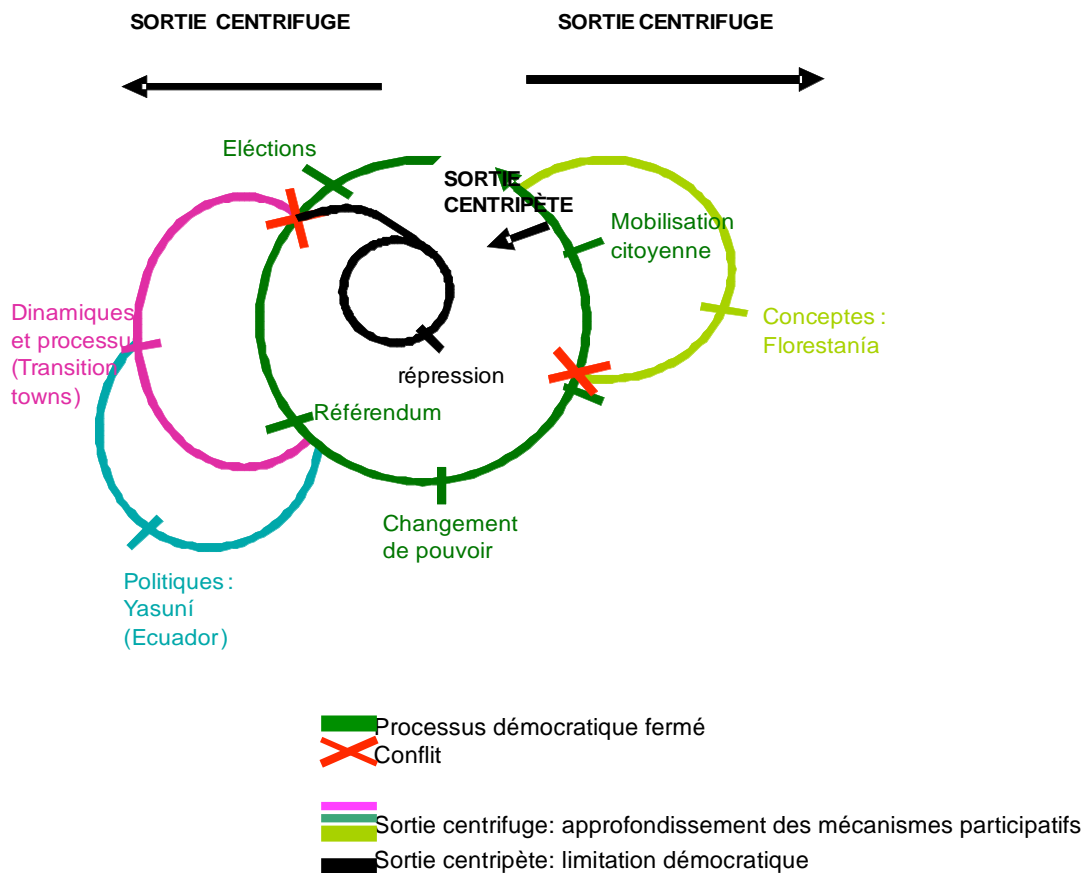 SORTIE CENTRIFUGE
SORTIE CENTRIFUGE
Eléctions
SORTIE
CENTRIPÈTE
Mobilisation
citoyenne
Dinamiques
et processu
(Transition
towns)
Conceptes :
Florestanía
répression
Référendum
Changement
de pouvoir
Politiques :
Yasuní
(Ecuador)
Processus démocratique fermé
Conflit
Sortie centrifuge: approfondissement des mécanismes participatifs
Sortie centripète: limitation démocratique